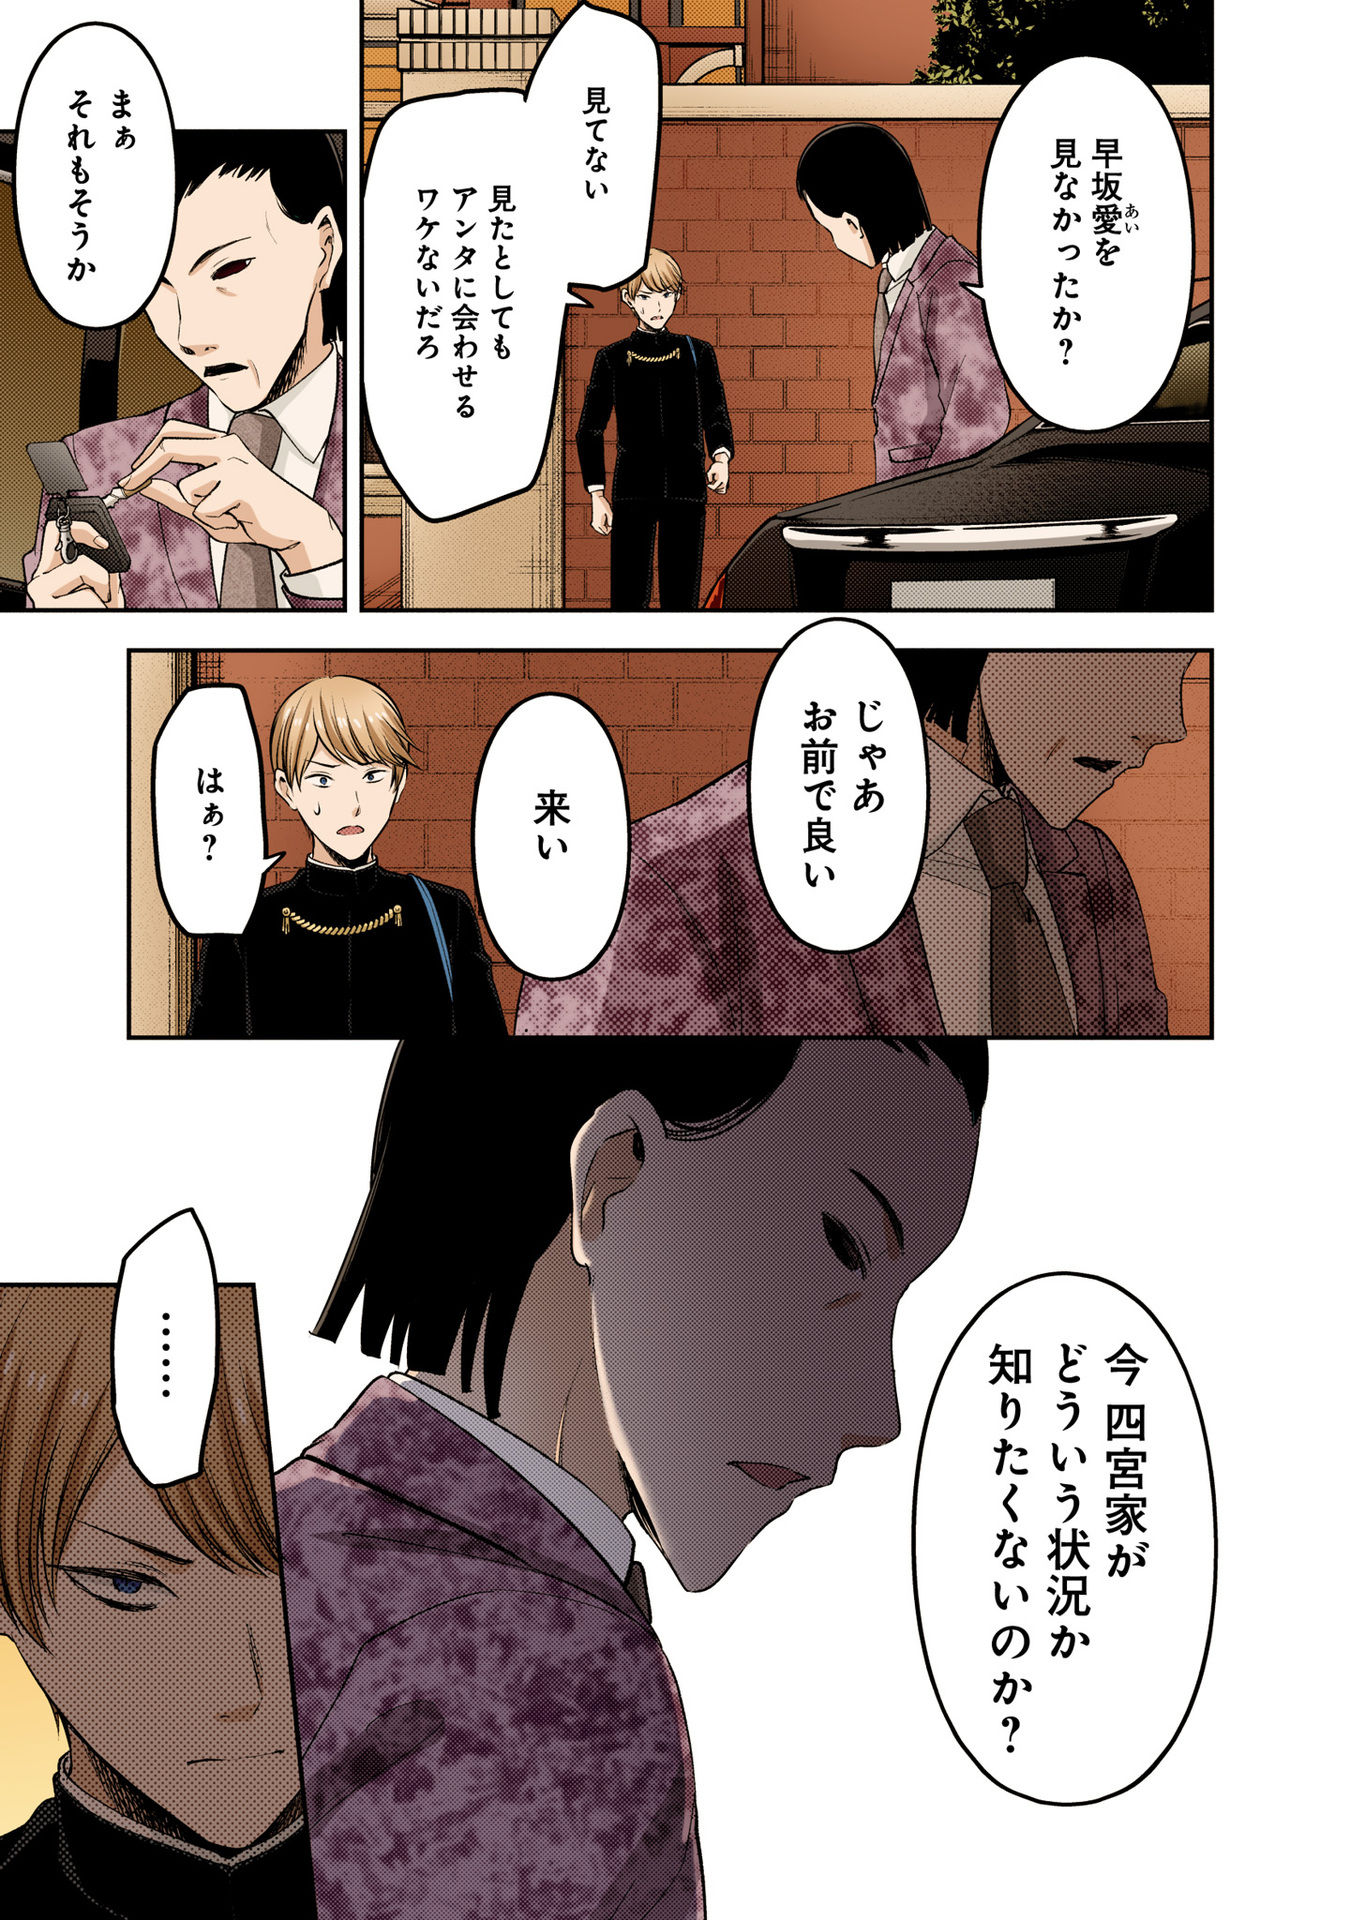 早坂愛を
あい
見なかったか？
見てない
見たとしても
アンタに会わせる
ワケないだろ
まぁ
それもそうか
じゃあ
お前で良い
来い
はぁ？
今 四宮家が
どういう状況か
知りたくないのか？
……